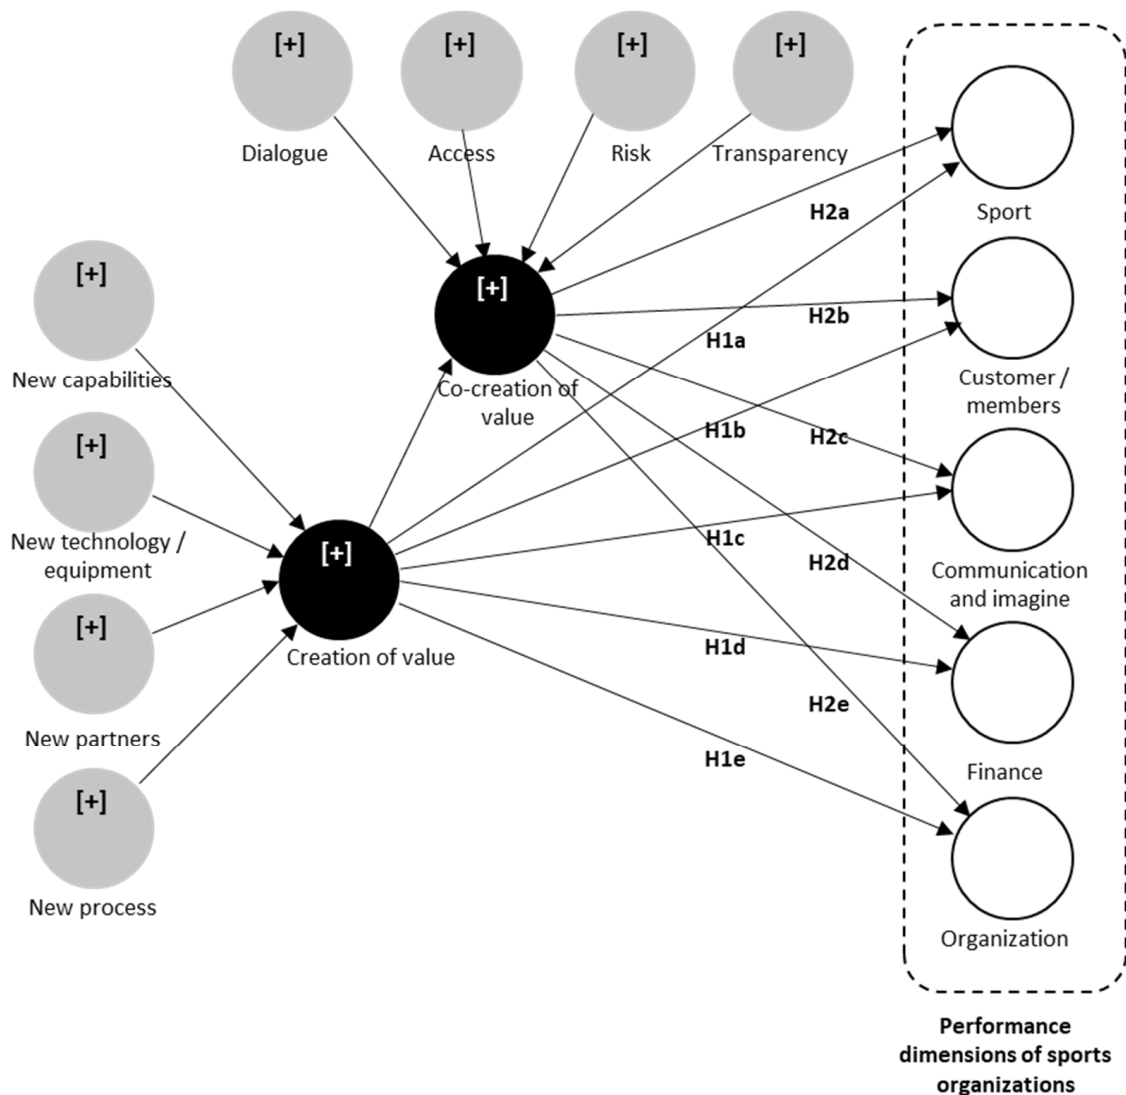 [+]
[+]
[+]
[+]
Dialogue
Access
Risk
Transparency
Sport
[+]
New capabilities
[+]
Co-creation of
value
H2a
H2b
H1a
H1b
H2c
H1c
H2d
H1d
H2e
H1e
Customer /
members
[+]
New technology /
equipment
[+]
Creation of value
Communication
and imagine
[+]
New partners
Finance
[+]
New process
Organization
Performance
dimensions of sports
organizations